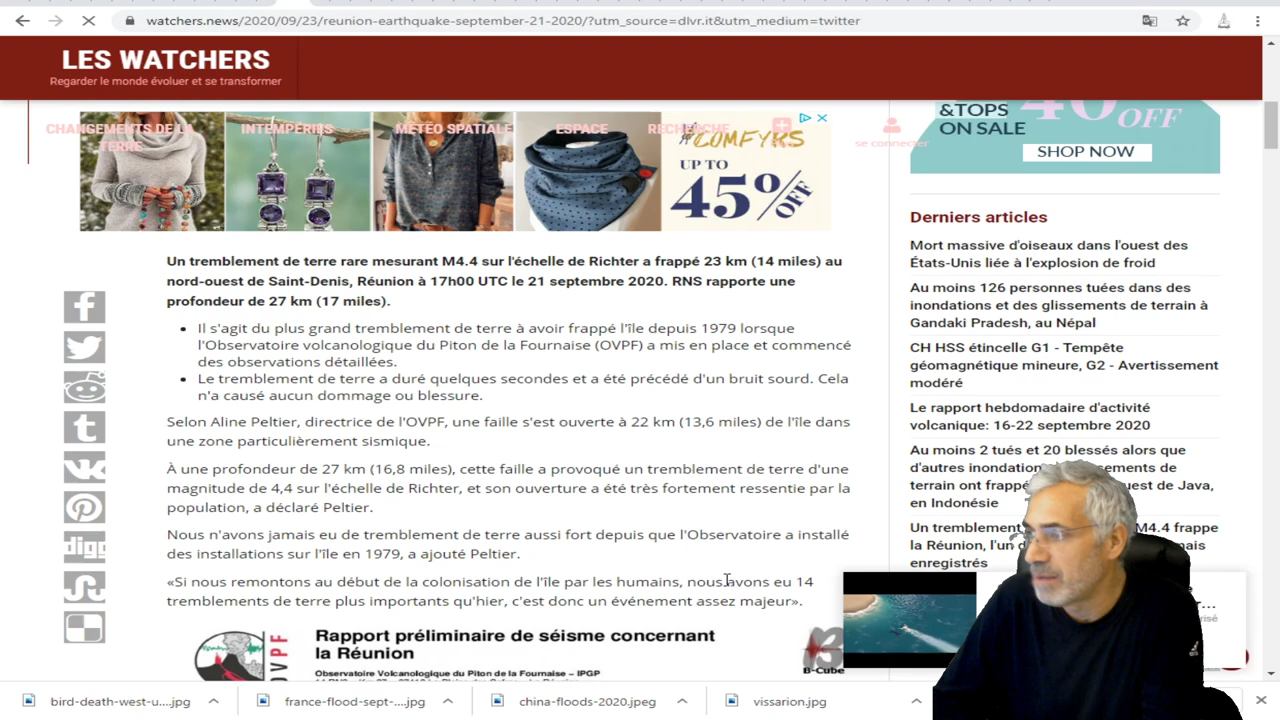 watchers.news/2020/09/23/reunion-earthquake-september-21-2020/?utm_source=dlvr.it&utm_medium=twitter
LES WATCHERS
Regarder le monde évoluer et se transformer
CHANGEMENTS DE LA TERRE
INTEMPÉRIES
MÉTÉO SPATIALE
ESPACE
RECHERCHE
se connecter
COMFYKS
UP TO
45% OFF
&TOPS
ON SALE
40% OFF
SHOP NOW
Un tremblement de terre rare mesurant M4.4 sur l'échelle de Richter a frappé 23 km (14 miles) au
nord-ouest de Saint-Denis, Réunion à 17h00 UTC le 21 septembre 2020. RNS rapporte une
profondeur de 27 km (17 miles).
Il s'agit du plus grand tremblement de terre à avoir frappé l'île depuis 1979 lorsque
l'Observatoire volcanologique du Piton de la Fournaise (OVPF) a mis en place et commencé
des observations détaillées.
Le tremblement de terre a duré quelques secondes et a été précédé d'un bruit sourd. Cela
n'a causé aucun dommage ou blessure.
Selon Aline Peltier, directrice de l'OVPF, une faille s'est ouverte à 22 km (13,6 miles) de l'île dans
une zone particulièrement sismique.
À une profondeur de 27 km (16,8 miles), cette faille a provoqué un tremblement de terre d'une
magnitude de 4,4 sur l'échelle de Richter, et son ouverture a été très fortement ressentie par la
population, a déclaré Peltier.
Nous n'avons jamais eu de tremblement de terre aussi fort depuis que l'Observatoire a installé
des installations sur l'île en 1979, a ajouté Peltier.
«Si nous remontons au début de la colonisation de l'île par les humains, nous avons eu 14
tremblements de terre plus importants qu'hier, c'est donc un événement assez majeur».
OVPF
Rapport préliminaire de séisme concernant
la Réunion
Observatoire Volcanologique du Piton de la Fournaise – IPGP
B-Cube
Derniers articles
Mort massive d'oiseaux dans l'ouest des
États-Unis liée à l'explosion de froid
Au moins 126 personnes tuées dans des
inondations et des glissements de terrain à
Gandaki Pradesh, au Népal
CH HSS étincelle G1 - Tempête
géomagnétique mineure, G2 - Avertissement
modéré
Le rapport hebdomadaire d'activité
volcanique: 16-22 septembre 2020
Au moins 2 tués et 20 blessés alors que
d'autres inondations et glissements de
terrain ont frappé l'ouest de Java,
en Indonésie
Un tremblement M4.4 frappe
la Réunion, l'un d
enregistrés
digg
bird-death-west-u....jpg
france-flood-sept-....jpg
china-floods-2020.jpeg
vissarion.jpg